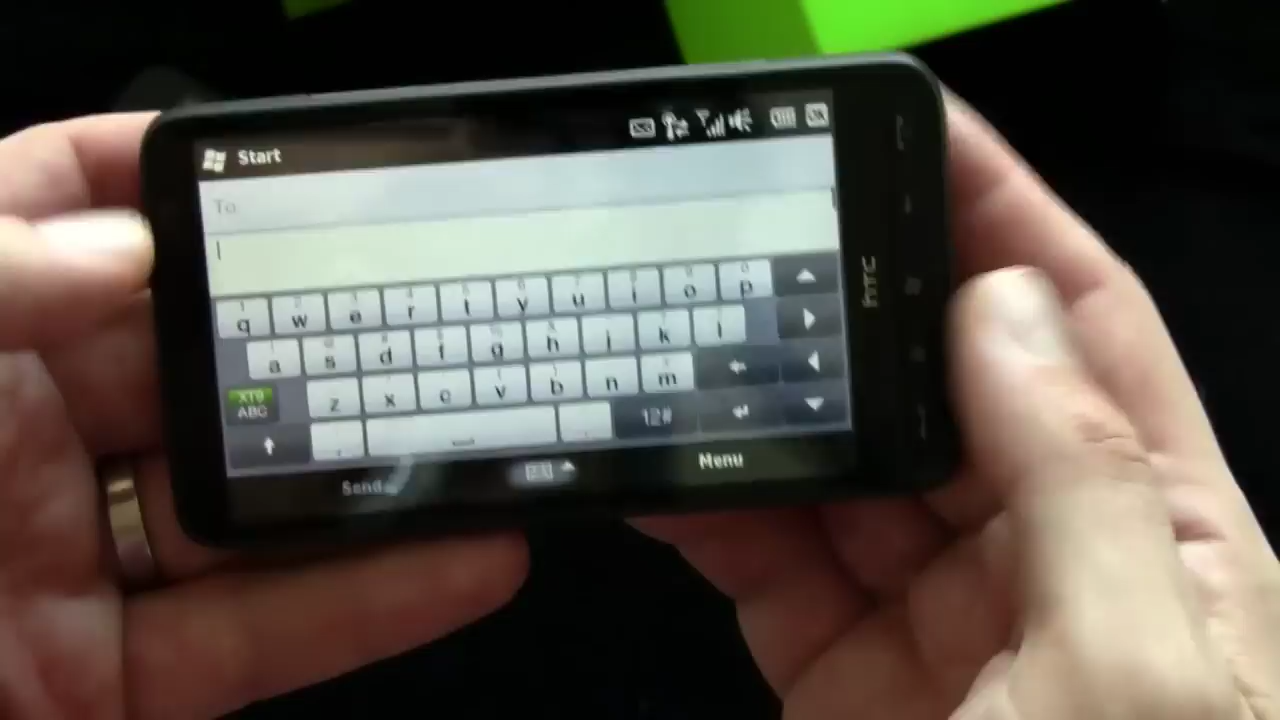 Start
To
q w e r t y u i o p
a s d f g h j k l
XT9
ABC
z x c v b n m
, . 12#
Send
Menu
hTC